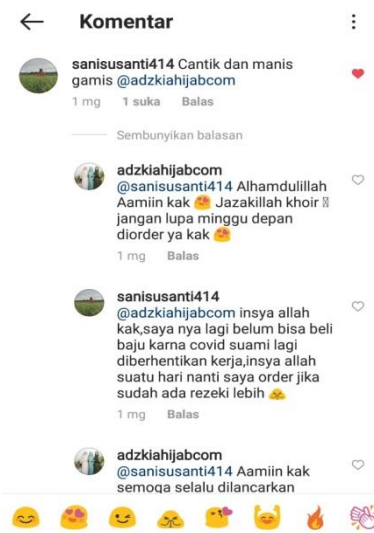 Komentar
sanisusanti414 Cantik dan manis
gamis @adzkiahijabcom
1 mg 1 suka Balas
Sembunyikan balasan
adzkiahijabcom
@sanisusanti414 Alhamdulillah
Aamiin kak 😍 Jazakillah khoir
jangan lupa minggu depan
diorder ya kak 😍
1 mg Balas
sanisusanti414
@adzkiahijabcom insya allah
kak,saya nya lagi belum bisa beli
baju karna covid suami lagi
diberhentikan kerja,insya allah
suatu hari nanti saya order jika
sudah ada rezeki lebih 🙏
1 mg Balas
adzkiahijabcom
@sanisusanti414 Aamiin kak
semoga selalu dilancarkan